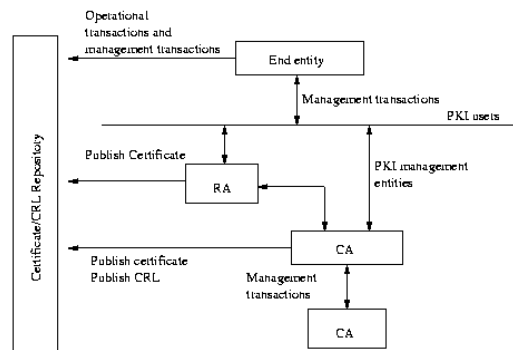 Operational
transactions and
management transactions
End entity
Management transactions
PKI users
Publish Certificate
PKI management
entities
RA
Certificate/CRL Repository
CA
Publish certificate
Publish CRL
Management
transactions
CA